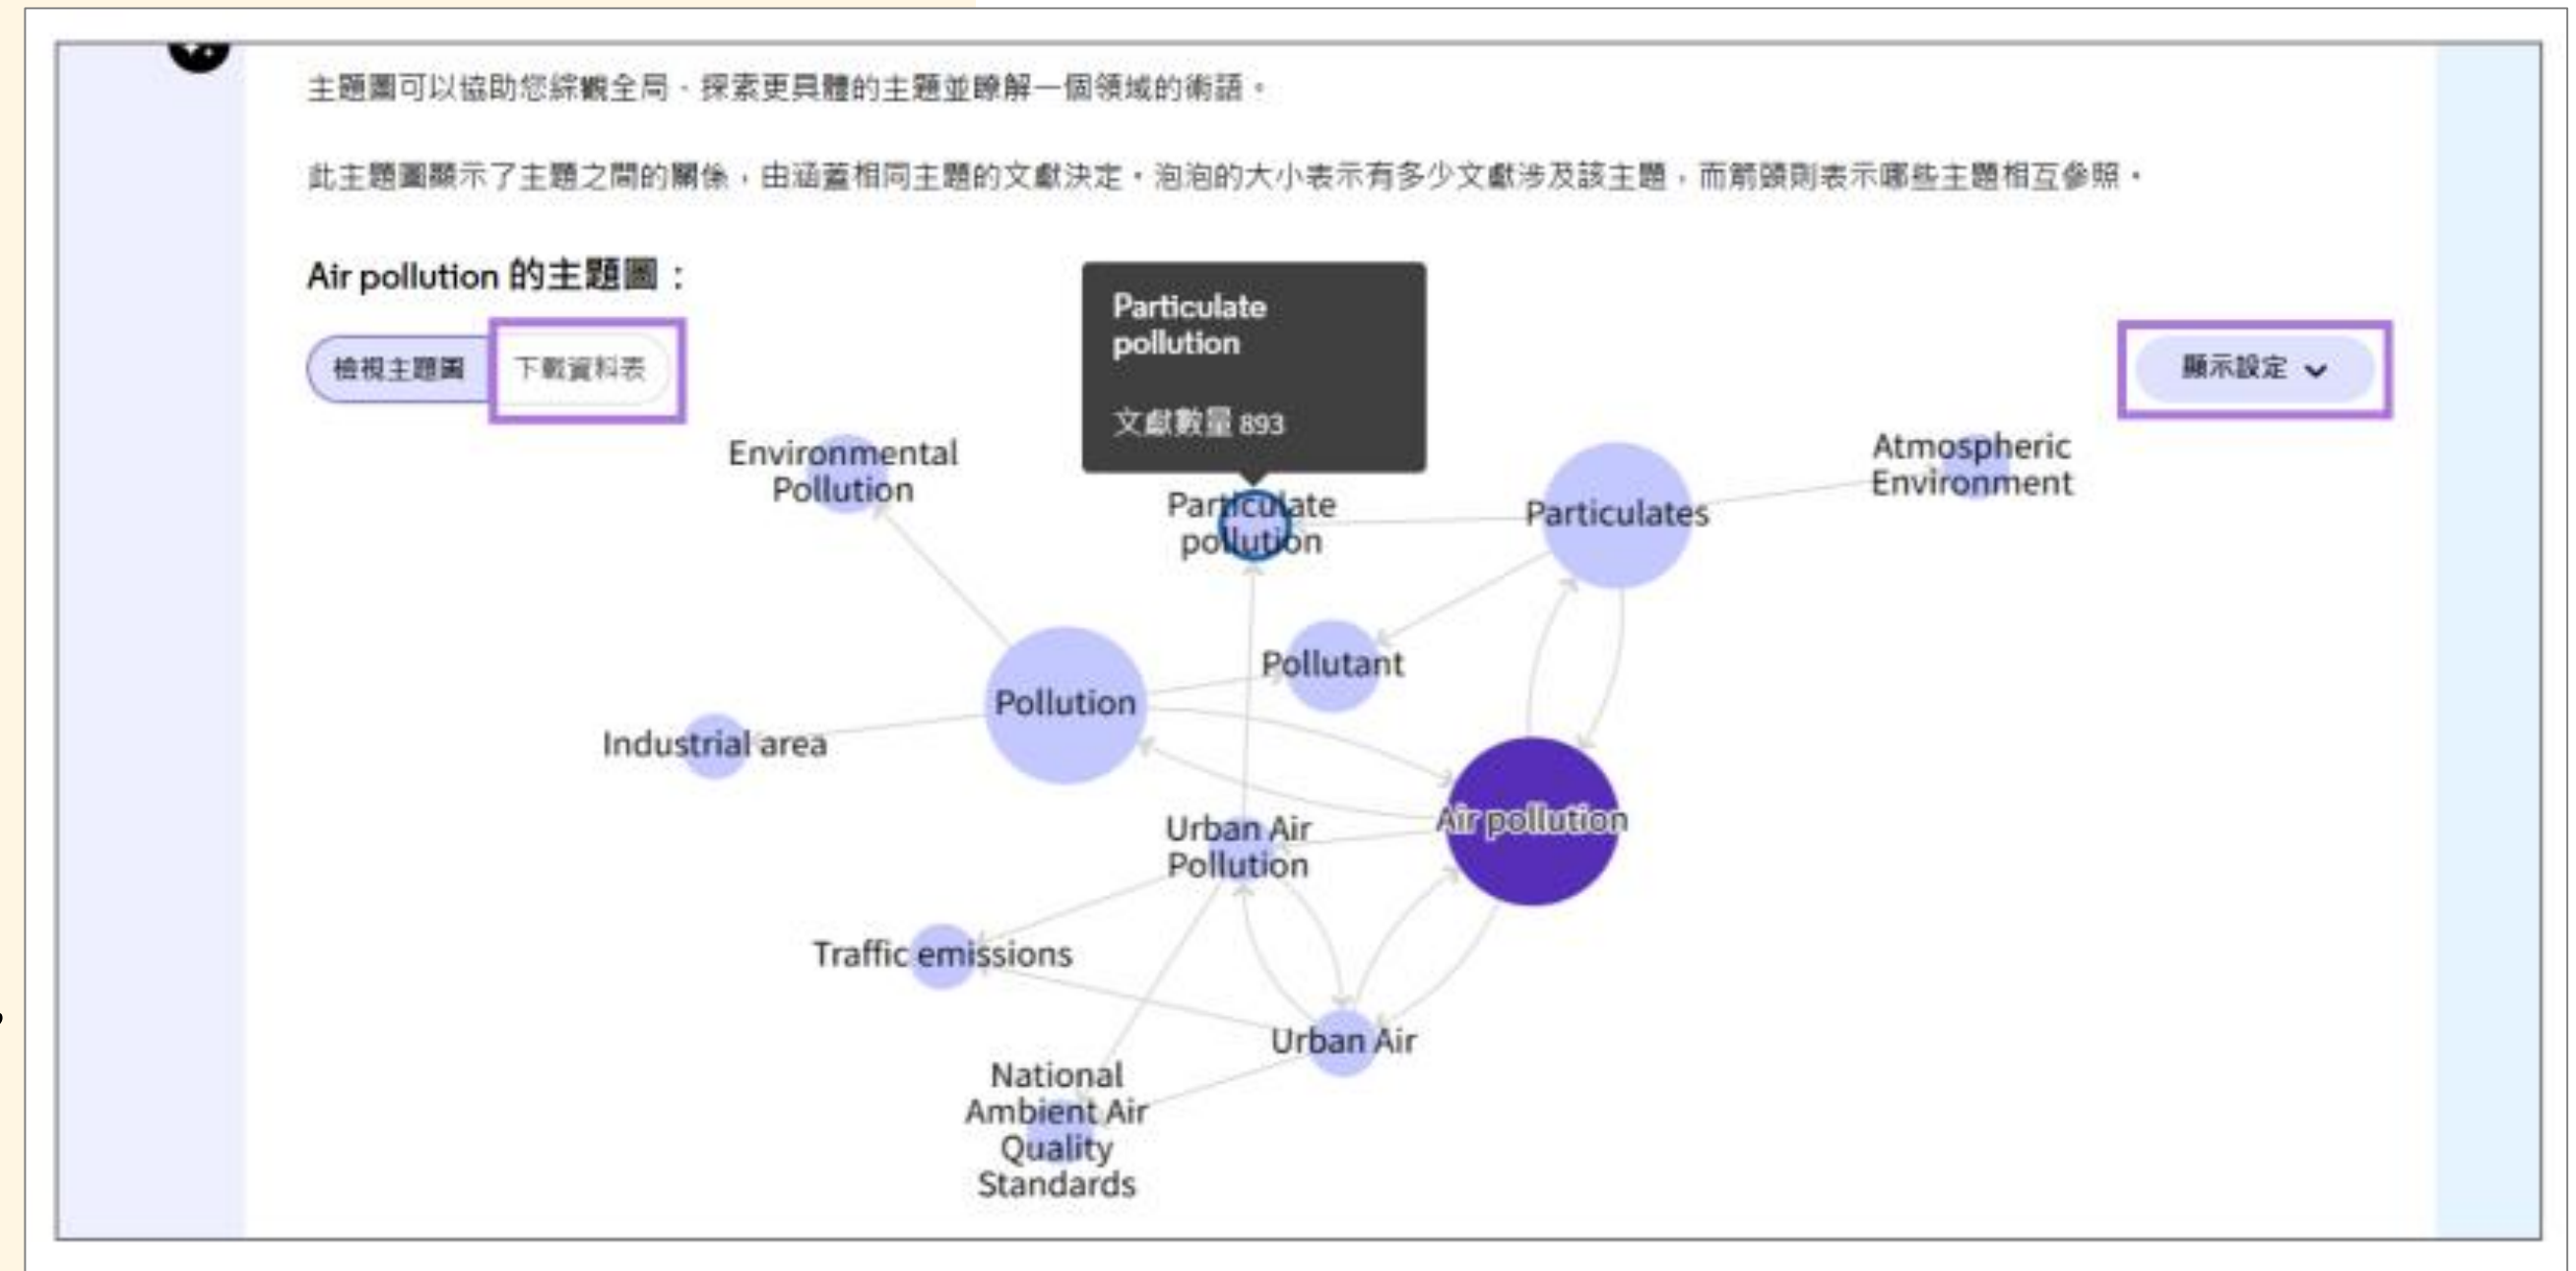 主題圖可以協助您綜觀全局、探索更具體的主題並瞭解一個領域的術語。
此主題圖顯示了主題之間的關係，由涵蓋相同主題的文獻決定。泡泡的大小表示有多少文獻涉及該主題，而箭頭則表示哪些主題相互參照。
Air pollution 的主題圖：
檢視主題圖
下載資料表
顯示設定
Particulate
pollution
文獻數量 893
Environmental
Pollution
Particulate
pollution
Particulates
Atmospheric
Environment
Pollutant
Pollution
Industrial area
Air pollution
Urban Air
Pollution
Traffic emissions
Urban Air
National
Ambient Air
Quality
Standards